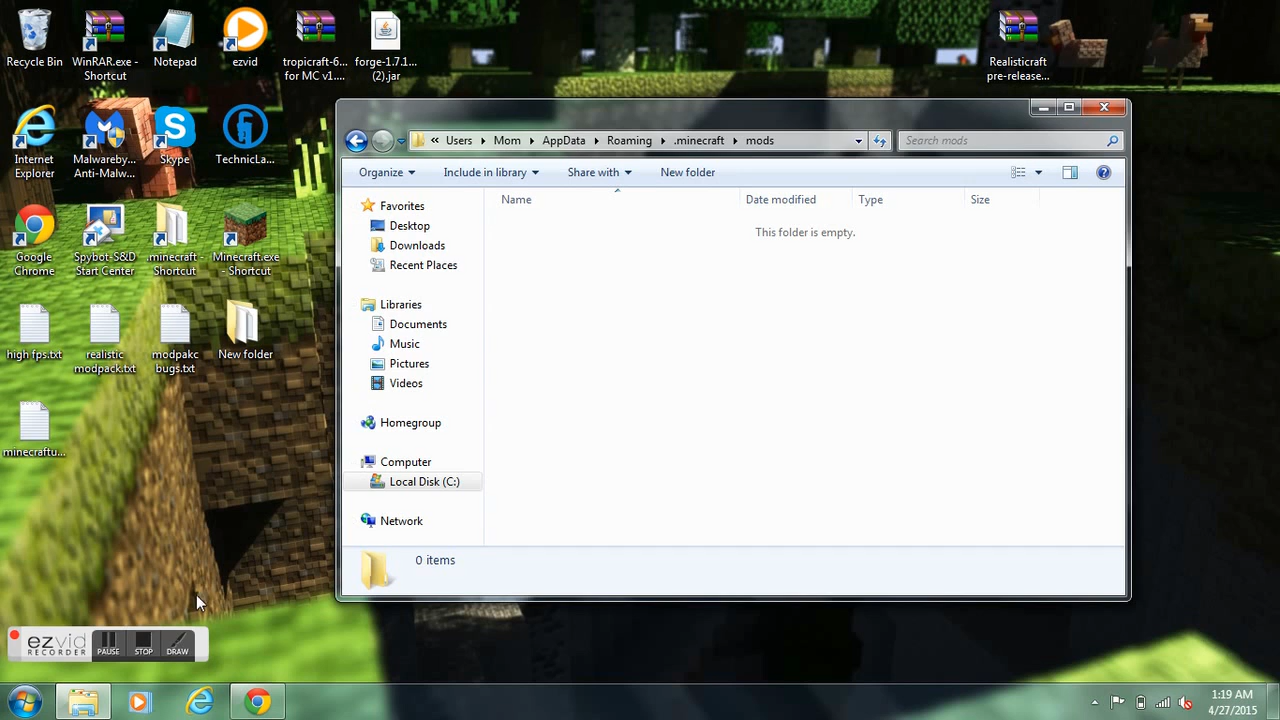 Recycle Bin
WinRAR.exe -
Shortcut
Notepad
ezvid
tropicraft-6...
for MC v1....
forge-1.7.1...
(2).jar
Realisticraft
pre-release...
Internet
Explorer
Malwareby...
Anti-Malw...
Skype
TechnicLa...
Google
Chrome
Spybot-S&D
Start Center
.minecraft -
Shortcut
Minecraft.exe
- Shortcut
high fps.txt
realistic
modpack.txt
modpakc
bugs.txt
New folder
minecraftu...
« Users Mom AppData Roaming .minecraft mods
Search mods
Organize Include in library Share with New folder
Name Date modified Type Size
This folder is empty.
Favorites
Desktop
Downloads
Recent Places
Libraries
Documents
Music
Pictures
Videos
Homegroup
Computer
Local Disk (C:)
Network
0 items
ezvid
RECORDER
PAUSE STOP DRAW
1:19 AM
4/27/2015